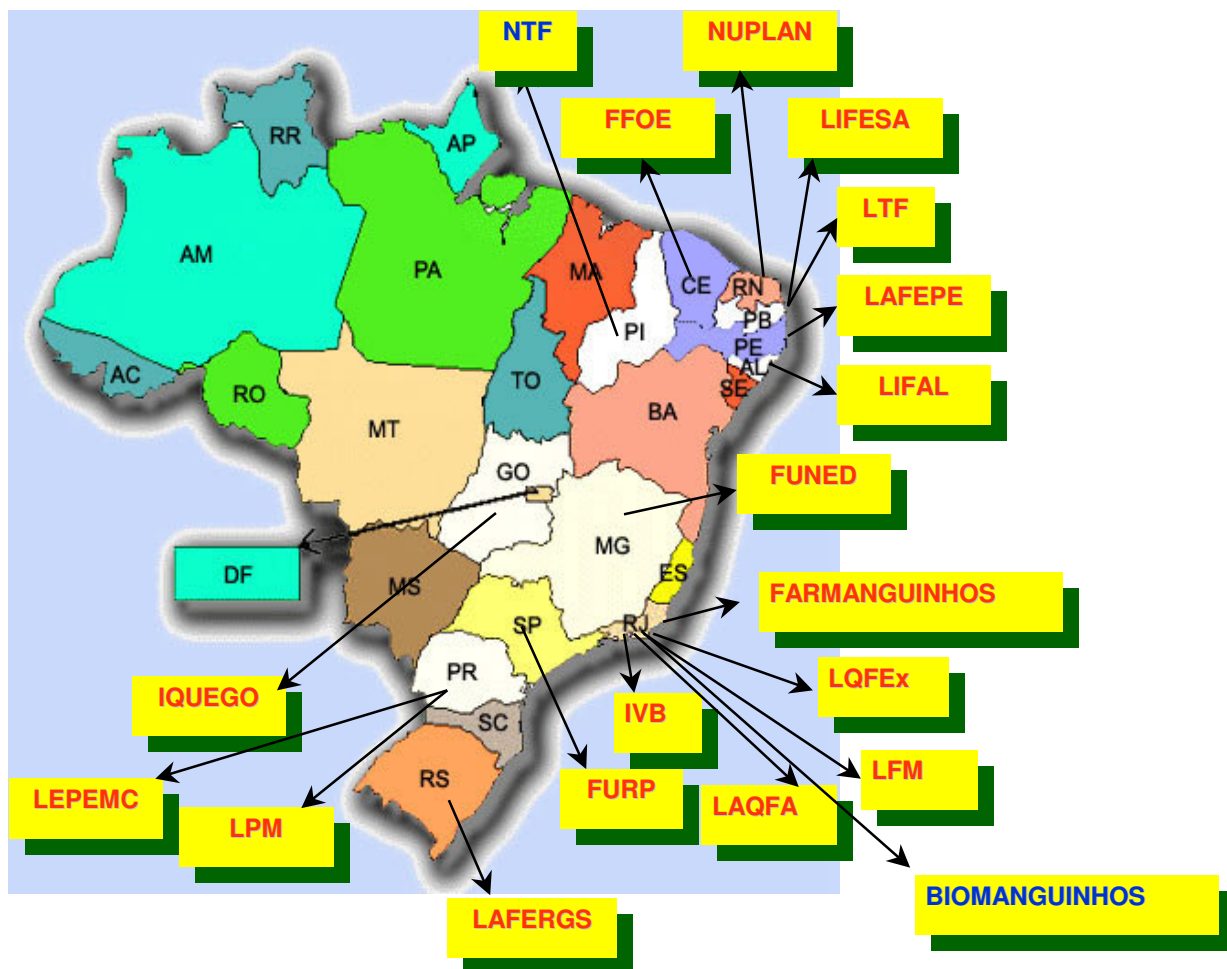 NTF
NUPLAN
FFOE
LIFESA
RR
AP
LTF
AM
PA
MA
CE
RN
LAFEPE
PB
PI
PE
AL
AC
TO
SE
LIFAL
RO
BA
MT
GO
FUNED
MG
DF
ES
MS
FARMANGUINHOS
SP
RJ
PR
LQFEx
IQUEGO
IVB
SC
RS
LFM
LEPEMC
FURP
LAQFA
LPM
BIOMANGUINHOS
LAFERGS